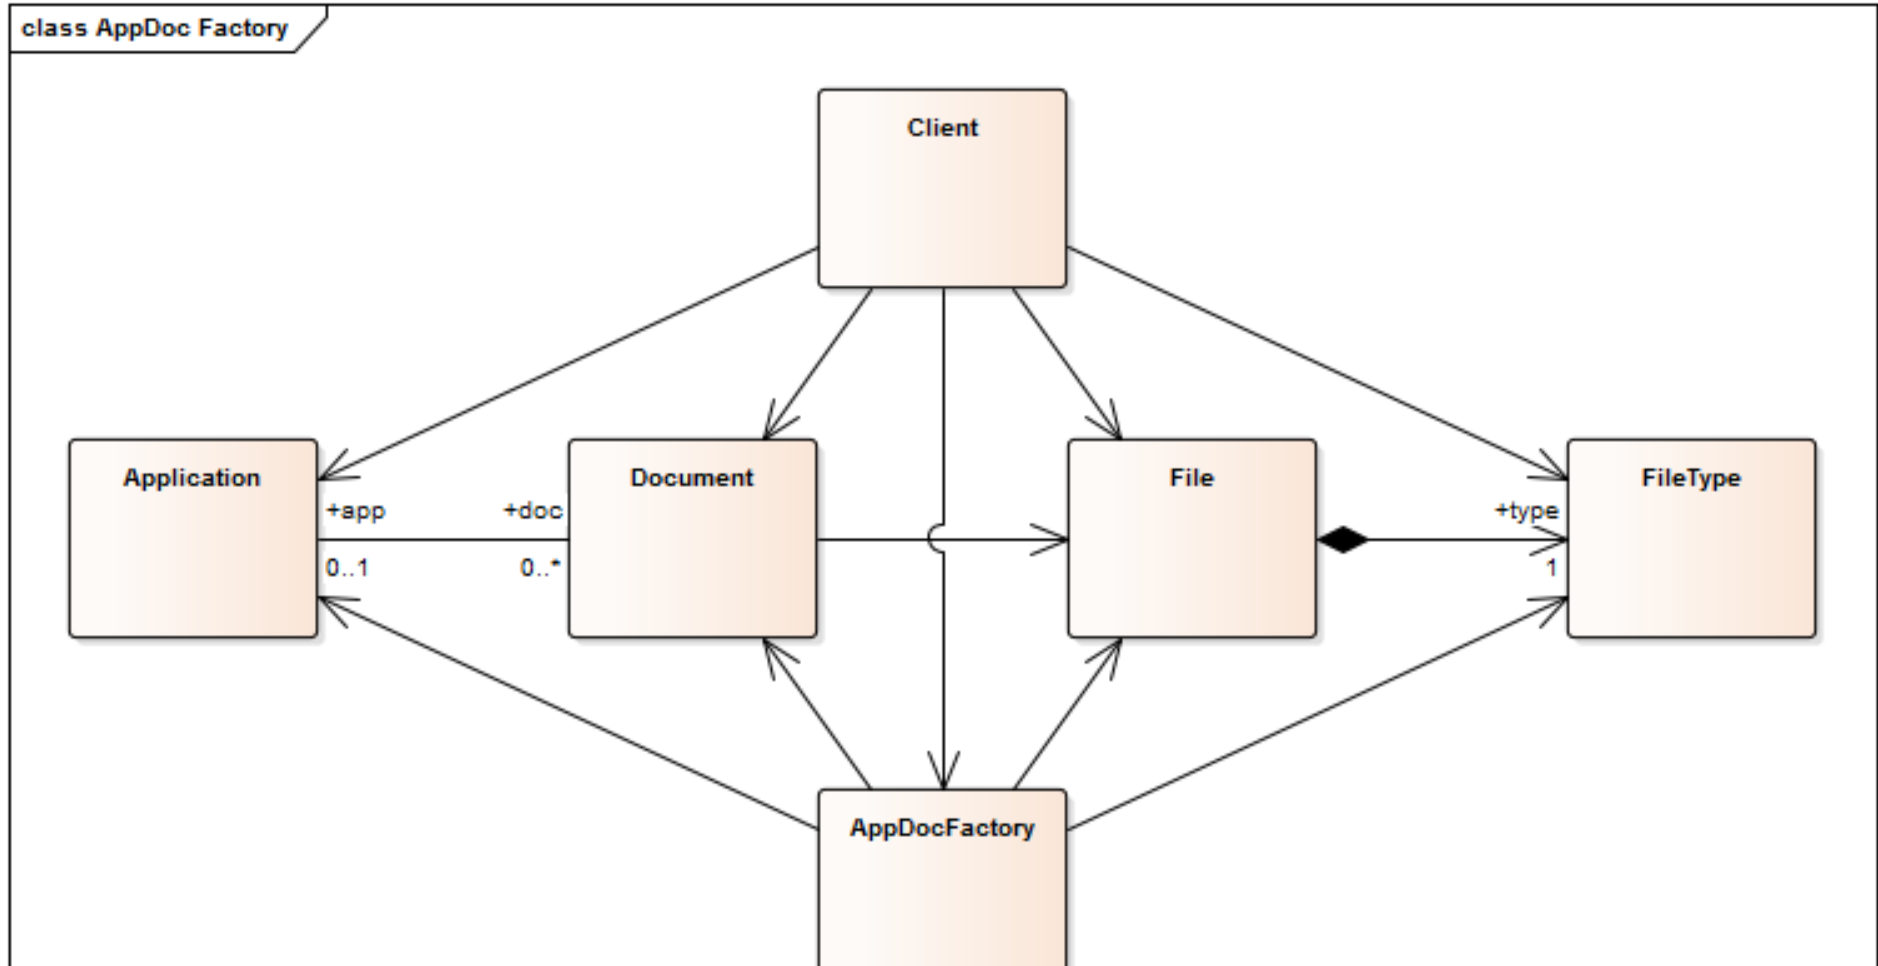 class AppDoc Factory
Client
Application
Document
File
FileType
+app
+doc
+type
0..1
0..*
1
AppDocFactory